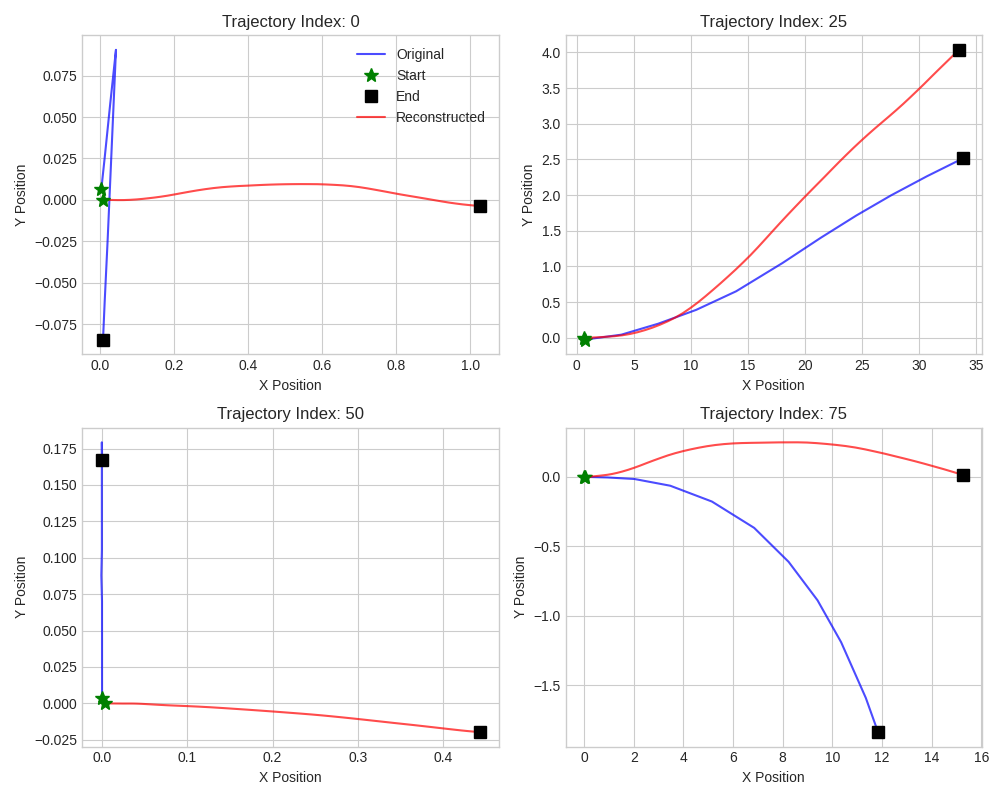 Trajectory Index: 0
0.075
0.050
0.025
0.000
−0.025
−0.050
−0.075
Y Position
0.0 0.2 0.4 0.6 0.8 1.0
X Position
Original
Start
End
Reconstructed
Trajectory Index: 25
4.0
3.5
3.0
2.5
2.0
1.5
1.0
0.5
0.0
Y Position
0 5 10 15 20 25 30 35
X Position
Trajectory Index: 50
0.175
0.150
0.125
0.100
0.075
0.050
0.025
0.000
−0.025
Y Position
0.0 0.1 0.2 0.3 0.4
X Position
Trajectory Index: 75
0.0
−0.5
−1.0
−1.5
Y Position
0 2 4 6 8 10 12 14 16
X Position